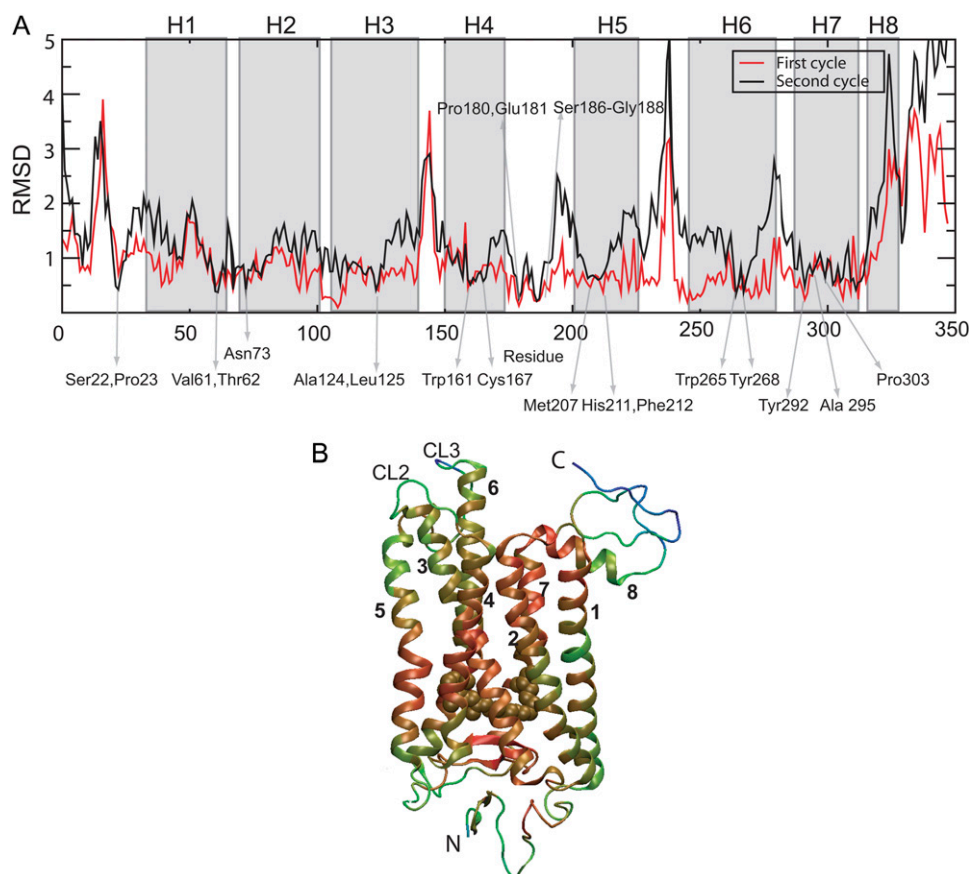 A
H1 H2 H3 H4 H5 H6 H7 H8
5
4
3
2
1
RMSD
First cycle
Second cycle
Pro180,Glu181 Ser186-Gly188
0 50 100 150 200 250 300 350
Residue
Asn73
Ser22,Pro23 Val61,Thr62 Ala124,Leu125 Trp161 Cys167 Trp265 Tyr268 Pro303
Met207 His211,Phe212 Tyr292 Ala 295
B
CL3
CL2
C
6
3 7 8
5 4 1
2
N